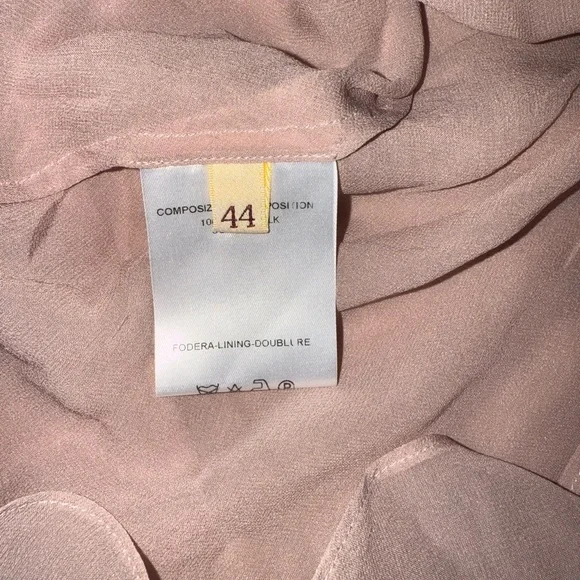 COMPOSIZ POSITION
44
10 LK
FODERA-LINING-DOUBLURE